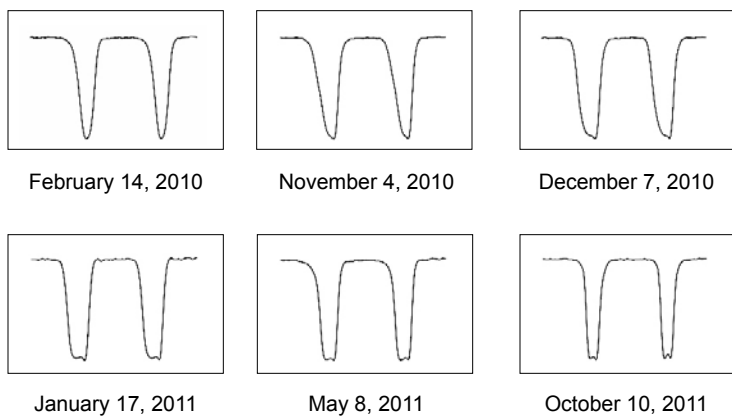 February 14, 2010
November 4, 2010
December 7, 2010
January 17, 2011
May 8, 2011
October 10, 2011